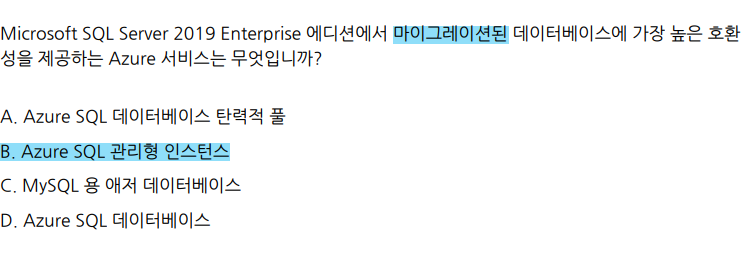 Microsoft SQL Server 2019 Enterprise 에디션에서 마이그레이션된 데이터베이스에 가장 높은 호환
성을 제공하는 Azure 서비스는 무엇입니까?
A. Azure SQL 데이터베이스 탄력적 풀
B. Azure SQL 관리형 인스턴스
C. MySQL 용 애저 데이터베이스
D. Azure SQL 데이터베이스